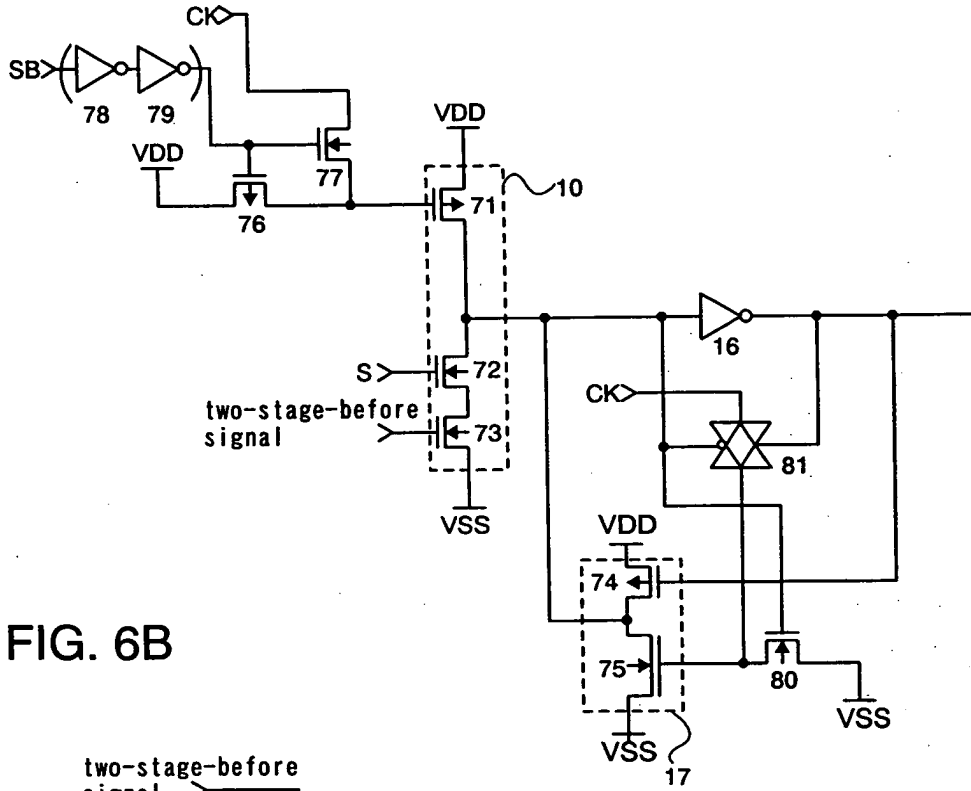 CK
SB
78
79
VDD
77
VDD
76
71
10
16
S
72
two-stage-before
signal
73
CK
81
VSS
VDD
74
FIG. 6B
75
80
VSS
VSS
17
two-stage-before
signal